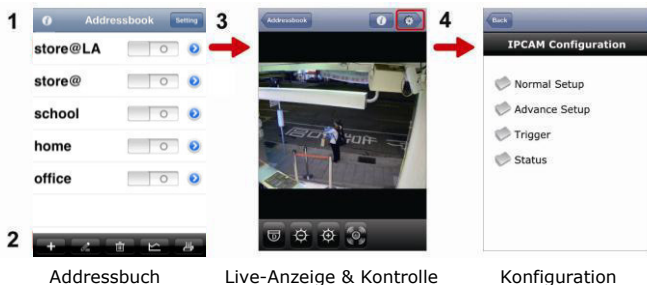 1
Addressbook
Setting
store@LA
store@
school
home
office
2
Addressbuch
3
Addressbook
Live-Anzeige & Kontrolle
4
Back
IPCAM Configuration
Normal Setup
Advance Setup
Trigger
Status
Konfiguration